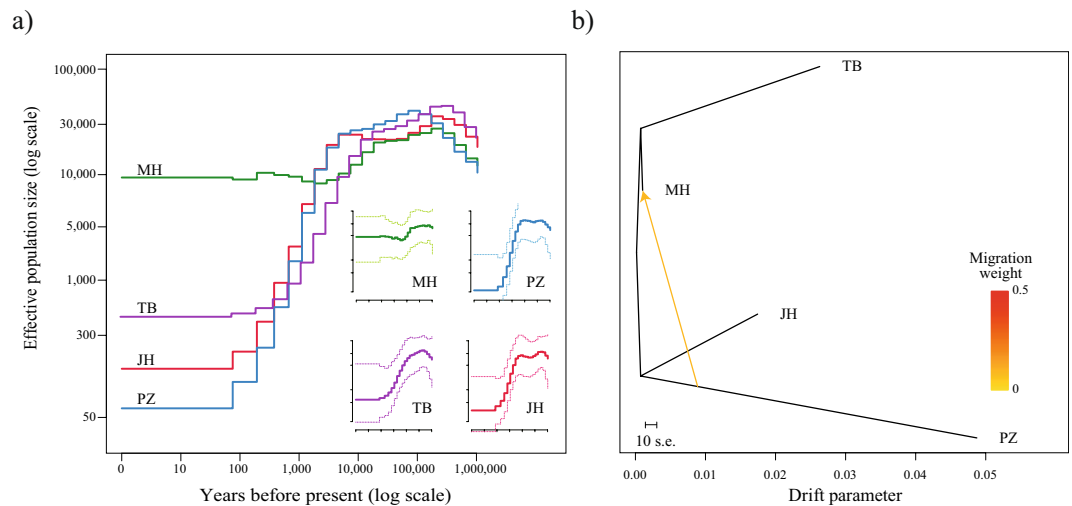 a)
Effective population size (log scale)
100,000
30,000
10,000
5,000
1,000
300
50
MH
TB
JH
PZ
MH
PZ
TB
JH
0
10
100
1,000
10,000
100,000
1,000,000
Years before present (log scale)
b)
TB
MH
JH
PZ
Migration
weight
0.5
0
10 s.e.
0.00
0.01
0.02
0.03
0.04
0.05
Drift parameter